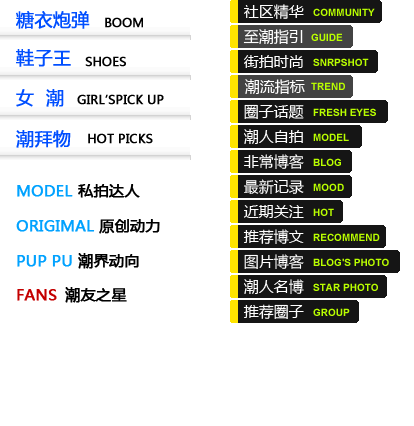 糖衣炮弹 BOOM
鞋子王 SHOES
女 潮 GIRL'SPICK UP
潮拜物 HOT PICKS
MODEL 私拍达人
ORIGIMAL 原创动力
PUP PU 潮界动向
FANS 潮友之星
社区精华 COMMUNITY
至潮指引 GUIDE
街拍时尚 SNRPSHOT
潮流指标 TREND
圈子话题 FRESH EYES
潮人自拍 MODEL
非常博客 BLOG
最新记录 MOOD
近期关注 HOT
推荐博文 RECOMMEND
图片博客 BLOG'S PHOTO
潮人名博 STAR PHOTO
推荐圈子 GROUP